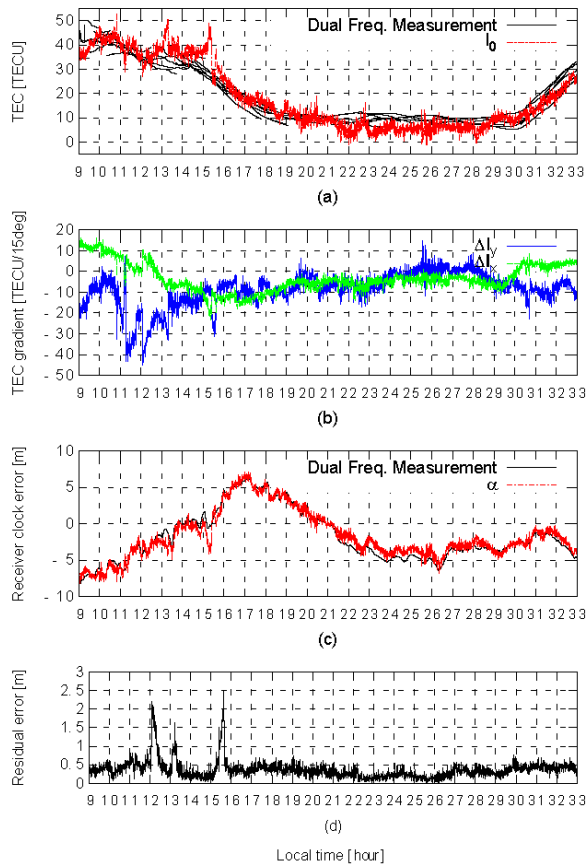 TEC [TECU]
50
40
30
20
10
0
Dual Freq. Measurement
I0
9 10 11 12 13 14 15 16 17 18 19 20 21 22 23 24 25 26 27 28 29 30 31 32 33
(a)
TEC gradient [TECU/15deg]
20
10
0
- 10
- 20
- 30
- 40
- 50
ΔIy
ΔIx
9 10 11 12 13 14 15 16 17 18 19 20 21 22 23 24 25 26 27 28 29 30 31 32 33
(b)
Receiver clock error [m]
10
5
0
- 5
- 10
Dual Freq. Measurement
α
9 10 11 12 13 14 15 16 17 18 19 20 21 22 23 24 25 26 27 28 29 30 31 32 33
(c)
Residual error [m]
3
2.5
2
1.5
1
0.5
0
9 10 11 12 13 14 15 16 17 18 19 20 21 22 23 24 25 26 27 28 29 30 31 32 33
(d)
Local time [hour]